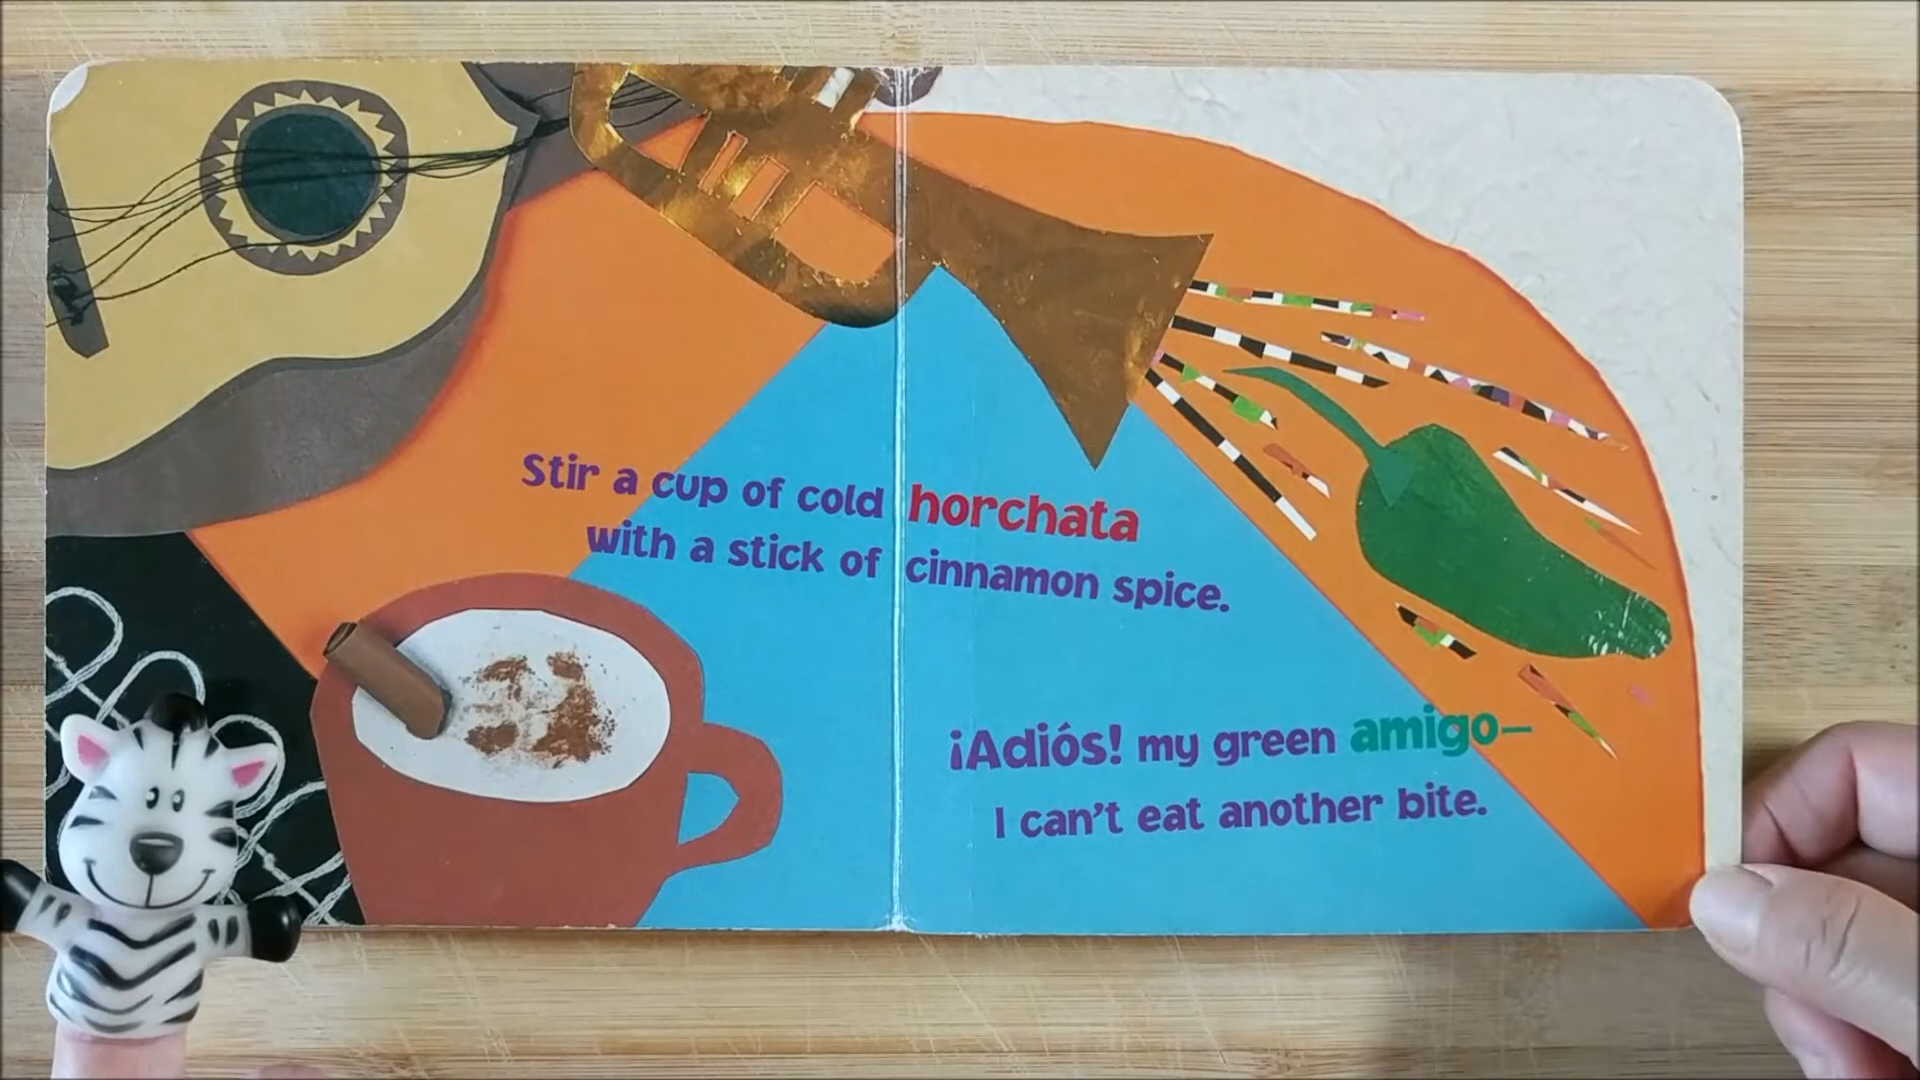 Stir a cup of cold horchata
with a stick of cinnamon spice.
¡Adiós! my green amigo—
I can't eat another bite.